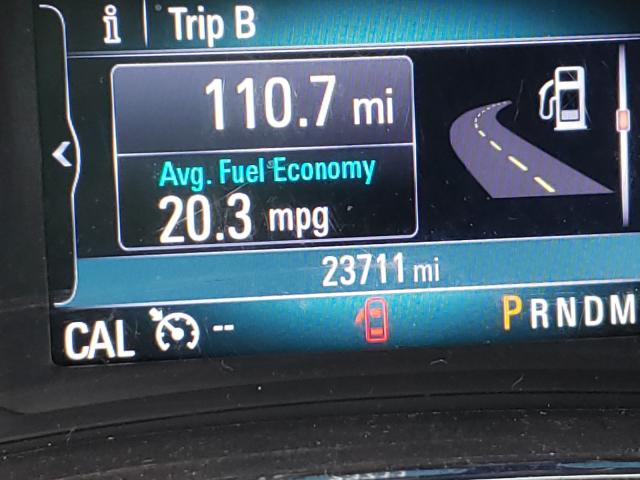 i Trip B
110.7 mi
Avg. Fuel Economy
20.3 mpg
23711 mi
CAL -- PRNDM